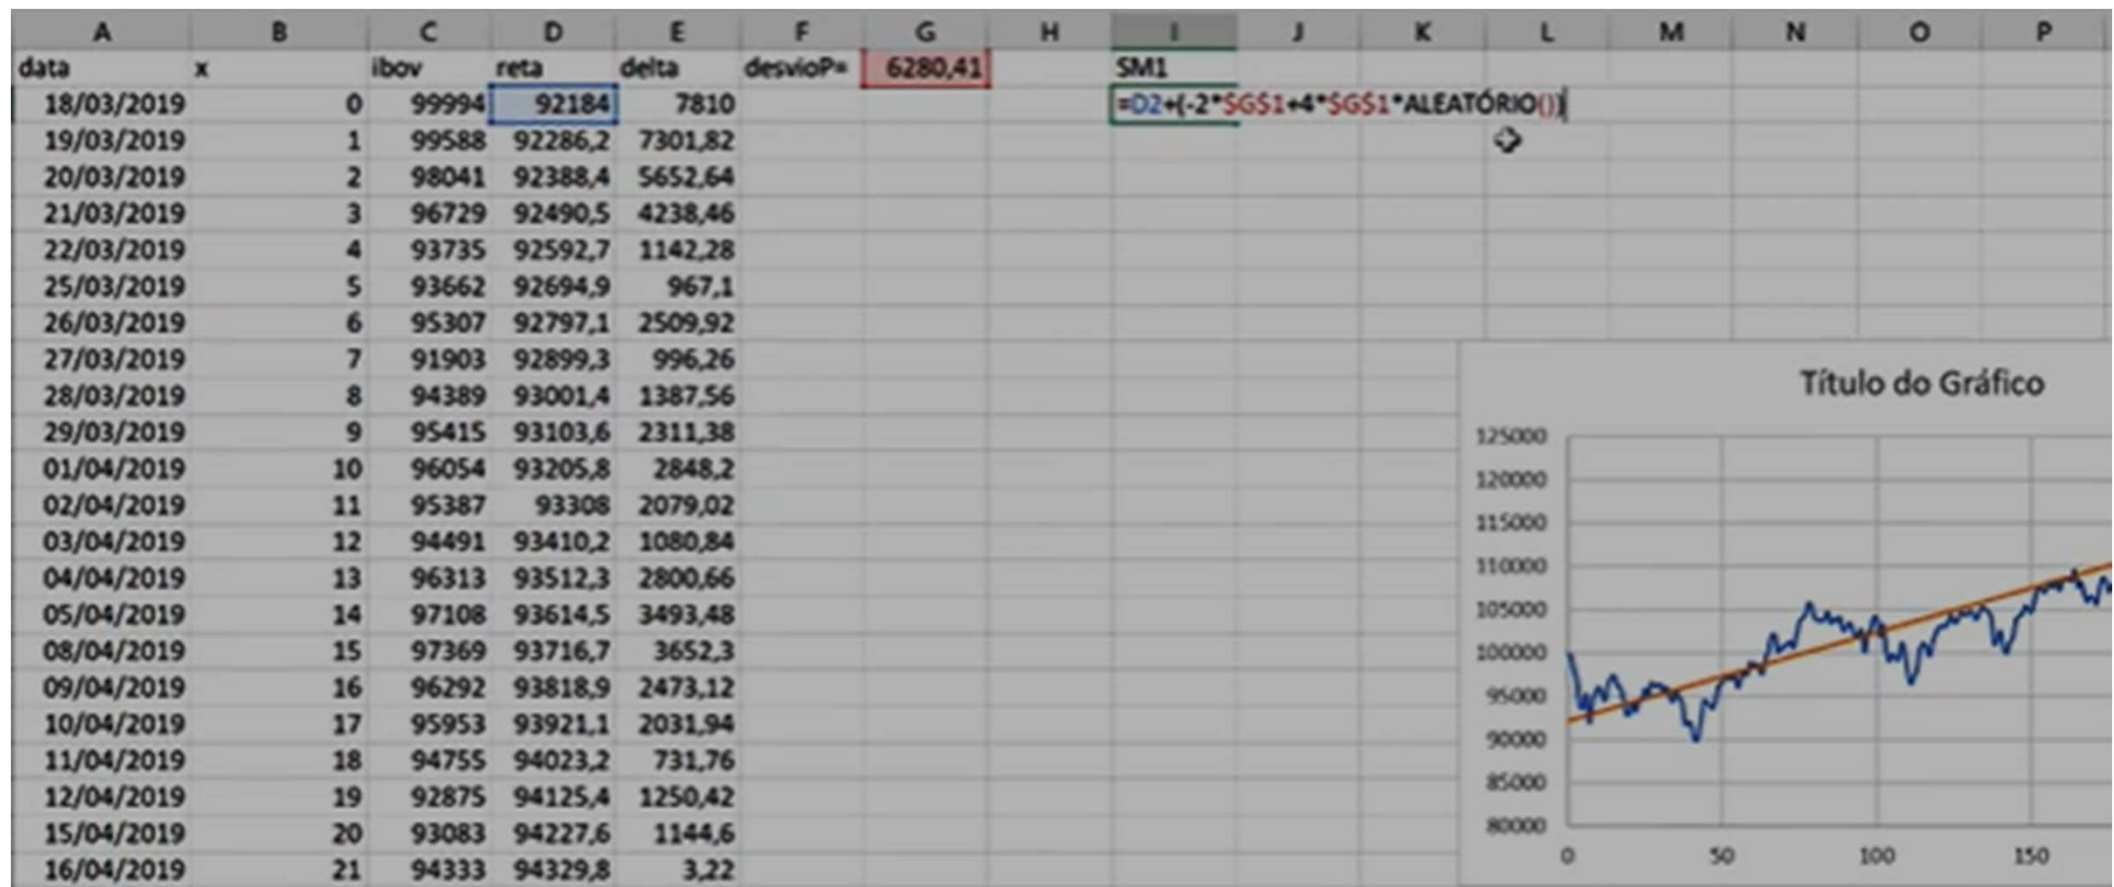 A B C D E F G H I J K L M N O P
data x ibov reta delta desvioP= 6280,41 SM1
18/03/2019 0 99994 92184 7810 =D2+(-2*$G$1+4*$G$1*ALEATÓRIO())
19/03/2019 1 99588 92286,2 7301,82
20/03/2019 2 98041 92388,4 5652,64
21/03/2019 3 96729 92490,5 4238,46
22/03/2019 4 93735 92592,7 1142,28
25/03/2019 5 93662 92694,9 967,1
26/03/2019 6 95307 92797,1 2509,92
27/03/2019 7 91903 92899,3 996,26
28/03/2019 8 94389 93001,4 1387,56
29/03/2019 9 95415 93103,6 2311,38
01/04/2019 10 96054 93205,8 2848,2
02/04/2019 11 95387 93308 2079,02
03/04/2019 12 94491 93410,2 1080,84
04/04/2019 13 96313 93512,3 2800,66
05/04/2019 14 97108 93614,5 3493,48
08/04/2019 15 97369 93716,7 3652,3
09/04/2019 16 96292 93818,9 2473,12
10/04/2019 17 95953 93921,1 2031,94
11/04/2019 18 94755 94023,2 731,76
12/04/2019 19 92875 94125,4 1250,42
15/04/2019 20 93083 94227,6 1144,6
16/04/2019 21 94333 94329,8 3,22
Título do Gráfico
125000
120000
115000
110000
105000
100000
95000
90000
85000
80000
0 50 100 150